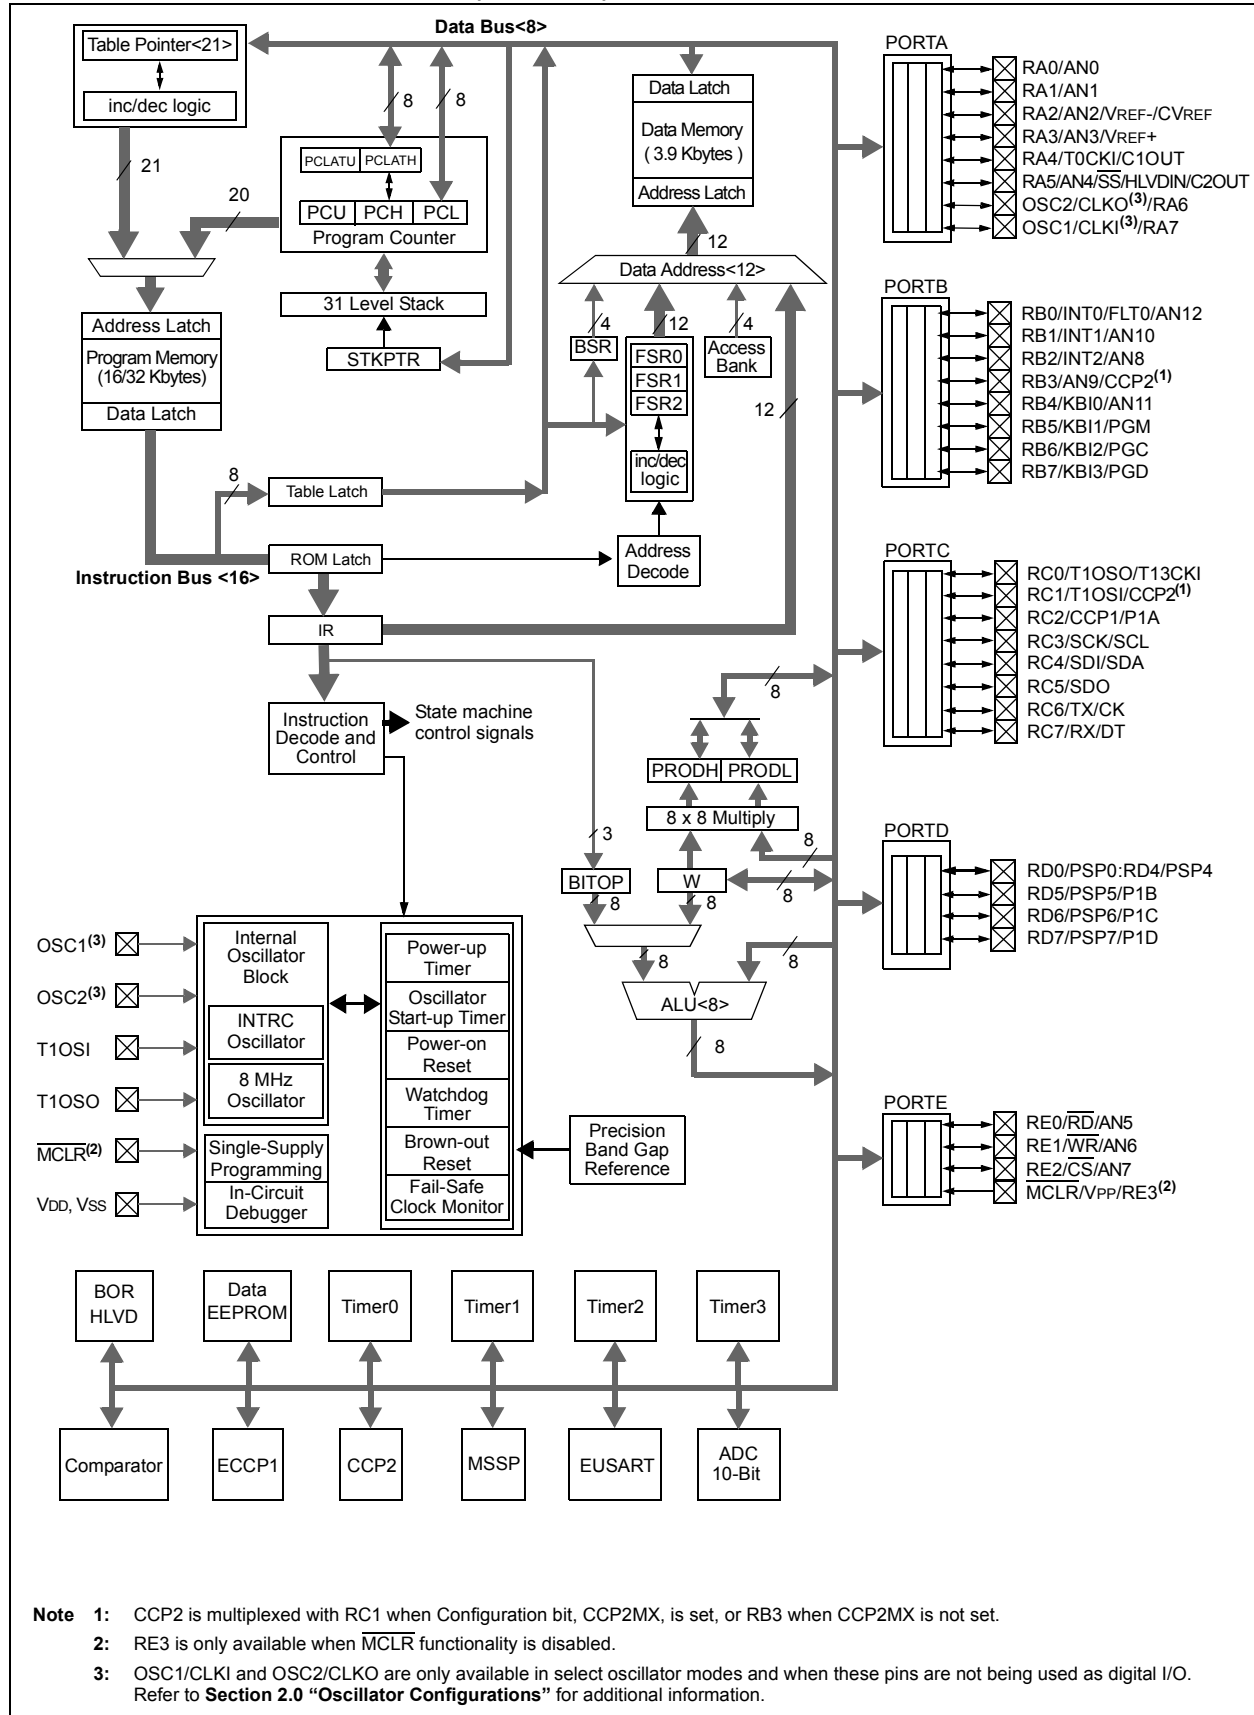 Data Bus<8>
Table Pointer<21>
inc/dec logic
21
8
8
PCLATU
PCLATH
20
PCU
PCH
PCL
Program Counter
31 Level Stack
STKPTR
Address Latch
Program Memory
(16/32 Kbytes)
Data Latch
8
Table Latch
ROM Latch
Instruction Bus <16>
IR
Data Latch
Data Memory
( 3.9 Kbytes )
Address Latch
12
Data Address<12>
4
12
4
BSR
FSR0
FSR1
FSR2
Access
Bank
12
inc/dec
logic
Address
Decode
Instruction
Decode and
Control
State machine
control signals
8
PRODH
PRODL
8 x 8 Multiply
3
8
BITOP
W
8
8
8
8
8
ALU<8>
8
OSC1(3)
OSC2(3)
T1OSI
T1OSO
MCLR(2)
VDD, VSS
Internal
Oscillator
Block
INTRC
Oscillator
8 MHz
Oscillator
Single-Supply
Programming
In-Circuit
Debugger
Power-up
Timer
Oscillator
Start-up Timer
Power-on
Reset
Watchdog
Timer
Brown-out
Reset
Fail-Safe
Clock Monitor
Precision
Band Gap
Reference
PORTA
RA0/AN0
RA1/AN1
RA2/AN2/VREF-/CVREF
RA3/AN3/VREF+
RA4/T0CKI/C1OUT
RA5/AN4/SS/HLVDIN/C2OUT
OSC2/CLKO(3)/RA6
OSC1/CLKI(3)/RA7
PORTB
RB0/INT0/FLT0/AN12
RB1/INT1/AN10
RB2/INT2/AN8
RB3/AN9/CCP2(1)
RB4/KBI0/AN11
RB5/KBI1/PGM
RB6/KBI2/PGC
RB7/KBI3/PGD
PORTC
RC0/T1OSO/T13CKI
RC1/T1OSI/CCP2(1)
RC2/CCP1/P1A
RC3/SCK/SCL
RC4/SDI/SDA
RC5/SDO
RC6/TX/CK
RC7/RX/DT
PORTD
RD0/PSP0:RD4/PSP4
RD5/PSP5/P1B
RD6/PSP6/P1C
RD7/PSP7/P1D
PORTE
RE0/RD/AN5
RE1/WR/AN6
RE2/CS/AN7
MCLR/VPP/RE3(2)
BOR
HLVD
Data
EEPROM
Timer0
Timer1
Timer2
Timer3
Comparator
ECCP1
CCP2
MSSP
EUSART
ADC
10-Bit
Note 1: CCP2 is multiplexed with RC1 when Configuration bit, CCP2MX, is set, or RB3 when CCP2MX is not set.
2: RE3 is only available when MCLR functionality is disabled.
3: OSC1/CLKI and OSC2/CLKO are only available in select oscillator modes and when these pins are not being used as digital I/O.
Refer to Section 2.0 “Oscillator Configurations” for additional information.